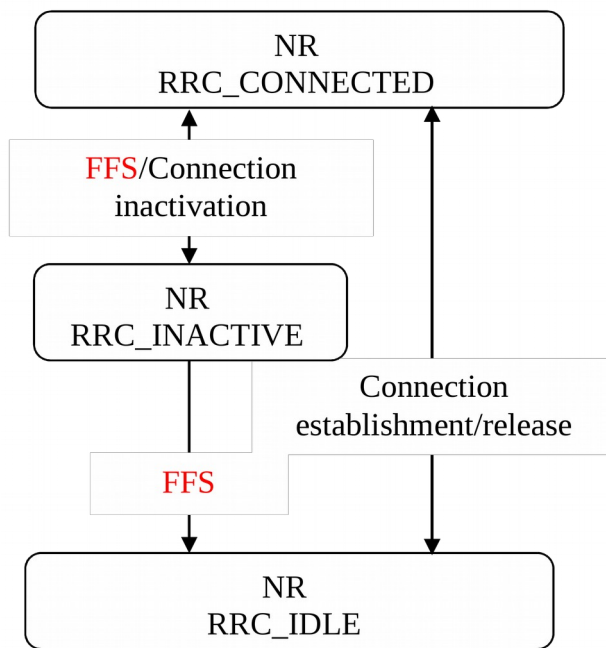 NR
RRC_CONNECTED
FFS/Connection
inactivation
NR
RRC_INACTIVE
Connection
establishment/release
FFS
NR
RRC_IDLE